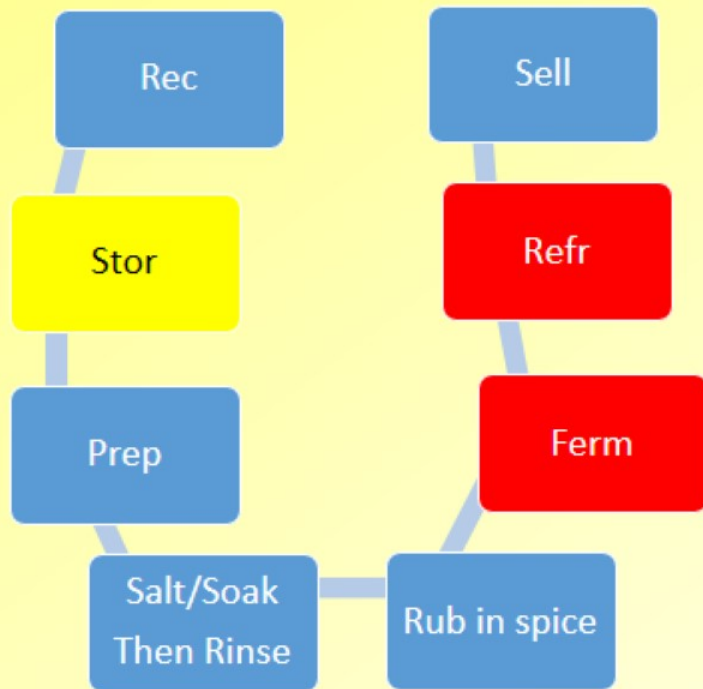 Rec
Stor
Prep
Salt/Soak
Then Rinse
Rub in spice
Ferm
Refr
Sell